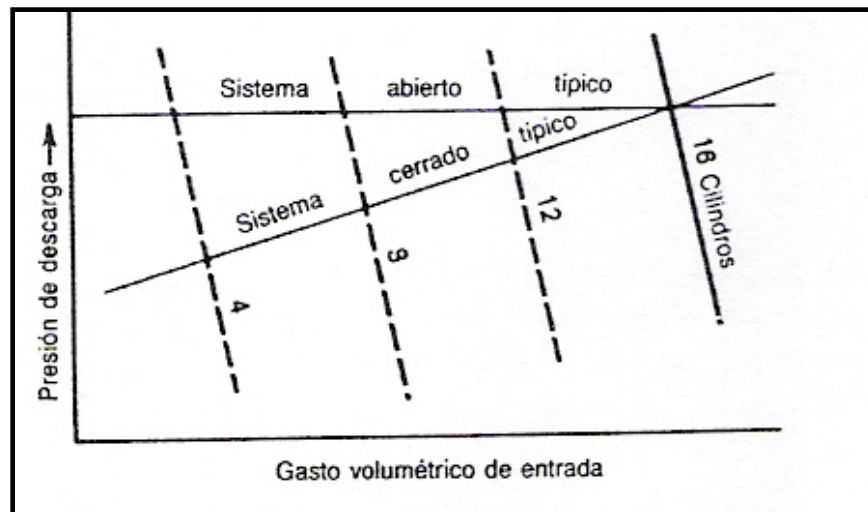 Sistema abierto típico
Sistema cerrado típico
4
9
12
16 Cilindros
Presión de descarga
Gasto volumétrico de entrada